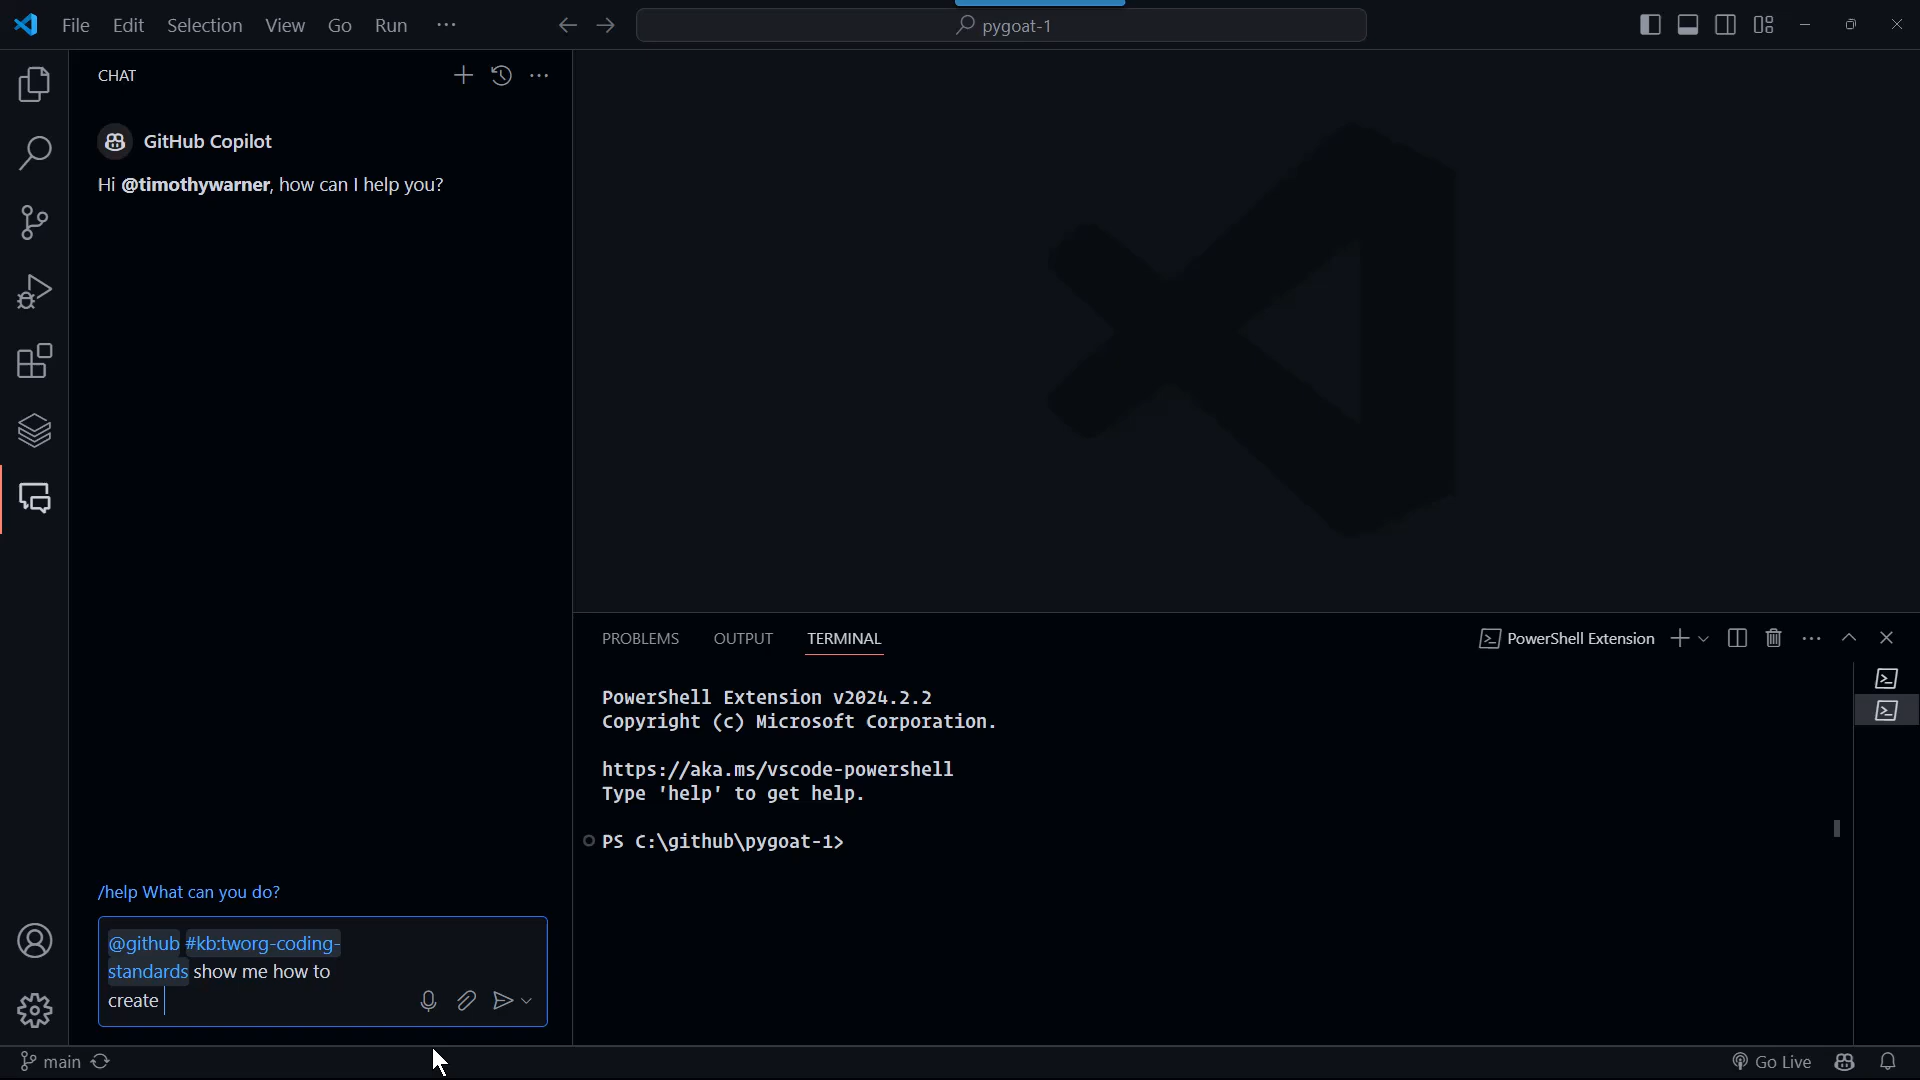 File Edit Selection View Go Run ···
pygoat-1
CHAT
GitHub Copilot
Hi @timothywarner, how can I help you?
PROBLEMS OUTPUT TERMINAL
PowerShell Extension
PowerShell Extension v2024.2.2
Copyright (c) Microsoft Corporation.
https://aka.ms/vscode-powershell
Type 'help' to get help.
PS C:\github\pygoat-1>
/help What can you do?
@github #kb:tworg-coding-
standards show me how to
create
main
Go Live